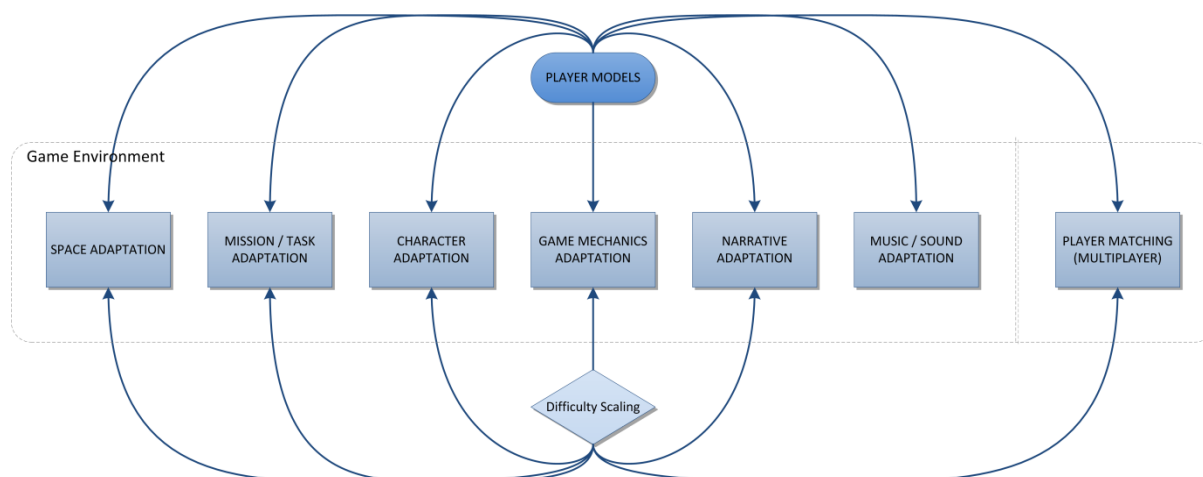 PLAYER MODELS
Game Environment
SPACE ADAPTATION
MISSION / TASK
ADAPTATION
CHARACTER
ADAPTATION
GAME MECHANICS
ADAPTATION
NARRATIVE
ADAPTATION
MUSIC / SOUND
ADAPTATION
PLAYER MATCHING
(MULTIPLAYER)
Difficulty Scaling